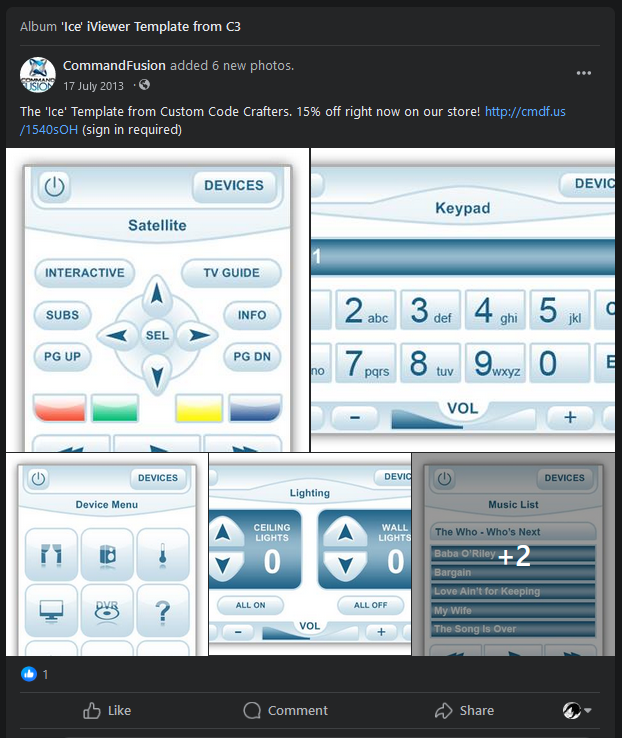 Album 'Ice' iViewer Template from C3
CommandFusion added 6 new photos.
17 July 2013 ·
The 'Ice' Template from Custom Code Crafters. 15% off right now on our store! http://cmdf.us
/1540sOH (sign in required)
DEVICES
Satellite
INTERACTIVE TV GUIDE
SUBS INFO
SEL
PG UP PG DN
DEVIC
Keypad
1
2 abc 3 def 4 ghi 5 jkl
no 7 pqrs 8 tuv 9 wxyz 0 E
- VOL +
DEVICES
Device Menu
DVR
?
DEVIC
Lighting
CEILING LIGHTS
0
WALL LIGHTS
0
ALL ON ALL OFF
- VOL +
DEVICES
Music List
The Who - Who's Next
Baba O'Riley
+2
Bargain
Love Ain't for Keeping
My Wife
The Song Is Over
1
Like Comment Share